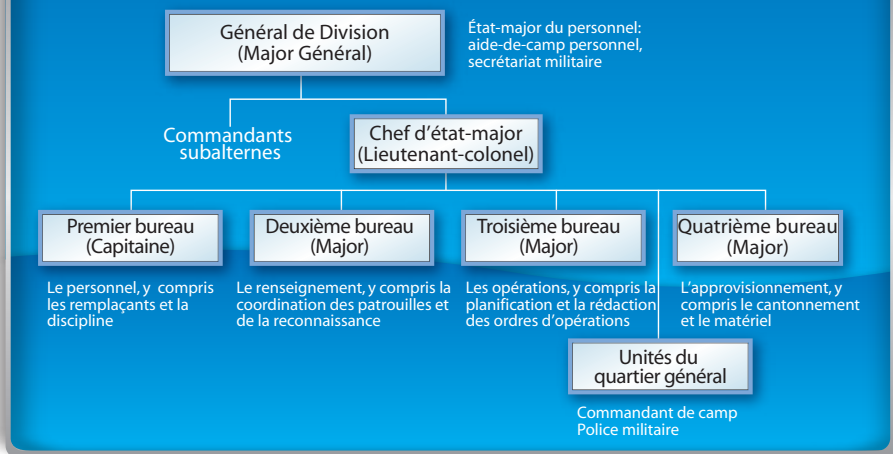 Général de Division
(Major Général)
État-major du personnel:
aide-de-camp personnel,
secrétariat militaire
Commandants
subalternes
Chef d'état-major
(Lieutenant-colonel)
Premier bureau
(Capitaine)
Deuxième bureau
(Major)
Troisième bureau
(Major)
Quatrième bureau
(Major)
Le personnel, y compris
les remplaçants et la
discipline
Le renseignement, y compris la
coordination des patrouilles et
de la reconnaissance
Les opérations, y compris la
planification et la rédaction
des ordres d'opérations
L'approvisionnement, y
compris le cantonnement
et le matériel
Unités du
quartier général
Commandant de camp
Police militaire